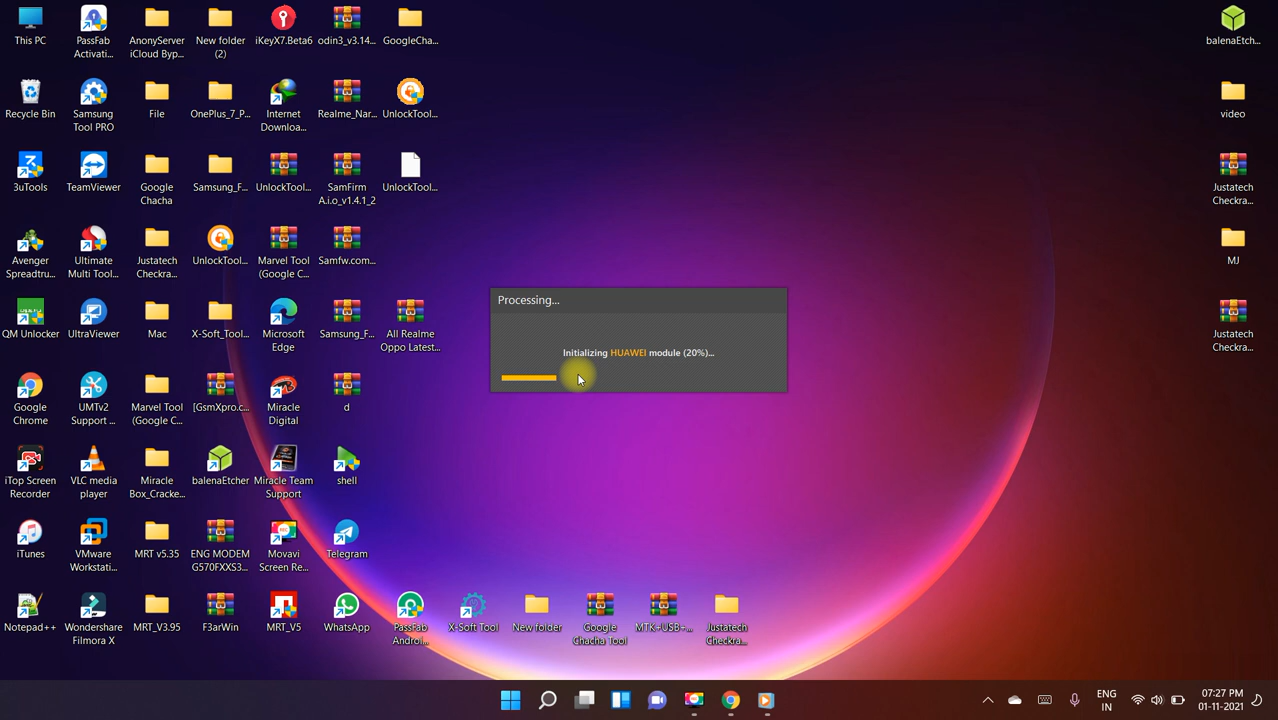 This PC
PassFab
Activati...
AnonyServer
iCloud Byp...
New folder
(2)
iKeyX7.Beta6
odin3_v3.14...
GoogleCha...
balenaEtch...
Recycle Bin
Samsung
Tool PRO
File
OnePlus_7_P...
Internet
Downloa...
Realme_Nar...
UnlockTool...
video
3uTools
TeamViewer
Google
Chacha
Samsung_F...
UnlockTool...
SamFirm
A.i.o_v1.4.1_2
UnlockTool...
Justatech
Checkra...
Avenger
Spreadtru...
Ultimate
Multi Tool...
Justatech
Checkra...
UnlockTool...
Marvel Tool
(Google C...
Samfw.com...
MJ
Processing...
Initializing HUAWEI module (20%)...
QM Unlocker
UltraViewer
Mac
X-Soft_Tool...
Microsoft
Edge
Samsung_F...
All Realme
Oppo Latest...
Justatech
Checkra...
Google
Chrome
UMTv2
Support ...
Marvel Tool
(Google C...
[GsmXpro.c...
Miracle
Digital
d
iTop Screen
Recorder
VLC media
player
Miracle
Box_Cracke...
balenaEtcher
Miracle Team
Support
shell
iTunes
VMware
Workstati...
MRT v5.35
ENG MODEM
G570FXXS3...
Movavi
Screen Re...
Telegram
Notepad++
Wondershare
Filmora X
MRT_V3.95
F3arWin
MRT_V5
WhatsApp
PassFab
Androi...
X-Soft Tool
New folder
Google
Chacha Tool
MTK+USB+...
Justatech
Checkra...
ENG
IN
07:27 PM
01-11-2021